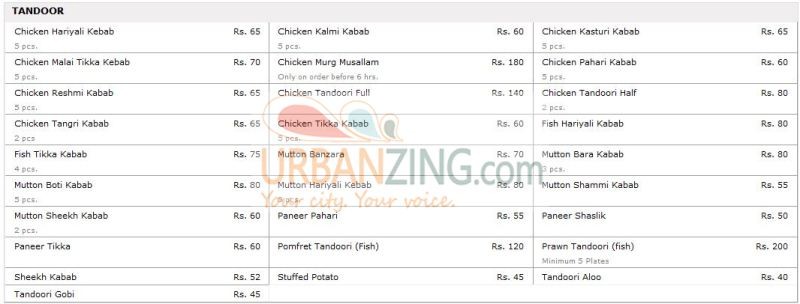 TANDOOR
Chicken Hariyali Kebab Rs. 65 Chicken Kalmi Kabab Rs. 60 Chicken Kasturi Kabab Rs. 65
5 pcs. 5 pcs. 5 pcs.
Chicken Malai Tikka Kebab Rs. 70 Chicken Murg Musallam Rs. 180 Chicken Pahari Kabab Rs. 60
5 pcs. Only on order before 6 hrs. 5 pcs.
Chicken Reshmi Kabab Rs. 65 Chicken Tandoori Full Rs. 140 Chicken Tandoori Half Rs. 80
5 pcs. 2 pcs.
Chicken Tangri Kabab Rs. 65 Chicken Tikka Kabab Rs. 60 Fish Hariyali Kabab Rs. 80
2 pcs 5 pcs.
Fish Tikka Kabab Rs. 75 Mutton Banzara Rs. 70 Mutton Bara Kabab Rs. 80
4 pcs. pcs.
Mutton Boti Kabab Rs. 80 Mutton Hariyali Kebab Rs. 80 Mutton Shammi Kabab Rs. 55
5 pcs. pcs.
Mutton Sheekh Kabab Rs. 60 Paneer Pahari Rs. 55 Paneer Shaslik Rs. 50
2 pcs.
Paneer Tikka Rs. 60 Pomfret Tandoori (Fish) Rs. 120 Prawn Tandoori (fish) Rs. 200
Minimum 5 Plates
Sheekh Kabab Rs. 52 Stuffed Potato Rs. 45 Tandoori Aloo Rs. 40
Tandoori Gobi Rs. 45
URBANZING.com
Your city. Your voice.